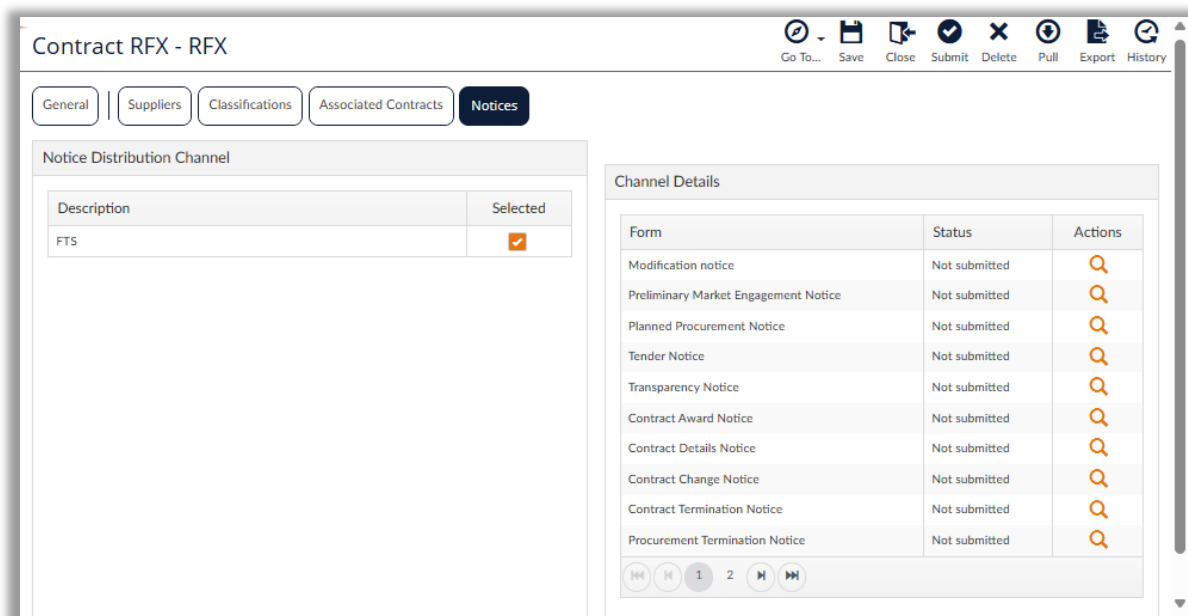 Contract RFX - RFX
Go To... Save Close Submit Delete Pull Export History
General Suppliers Classifications Associated Contracts Notices
Notice Distribution Channel
Description Selected
FTS
Channel Details
Form Status Actions
Modification notice Not submitted
Preliminary Market Engagement Notice Not submitted
Planned Procurement Notice Not submitted
Tender Notice Not submitted
Transparency Notice Not submitted
Contract Award Notice Not submitted
Contract Details Notice Not submitted
Contract Change Notice Not submitted
Contract Termination Notice Not submitted
Procurement Termination Notice Not submitted
1 2